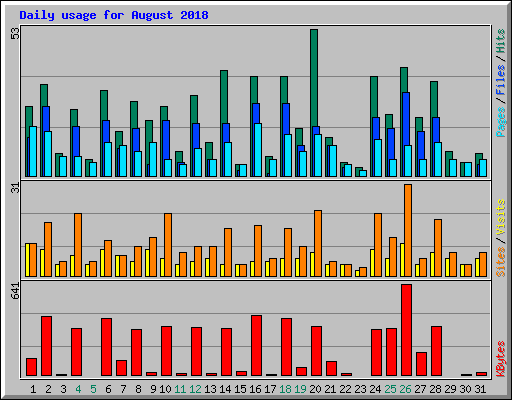 Daily usage for August 2018
53
Pages / Files / Hits
31
Sites / Visits
641
KBytes
1 2 3 4 5 6 7 8 9 10 11 12 13 14 15 16 17 18 19 20 21 22 23 24 25 26 27 28 29 30 31